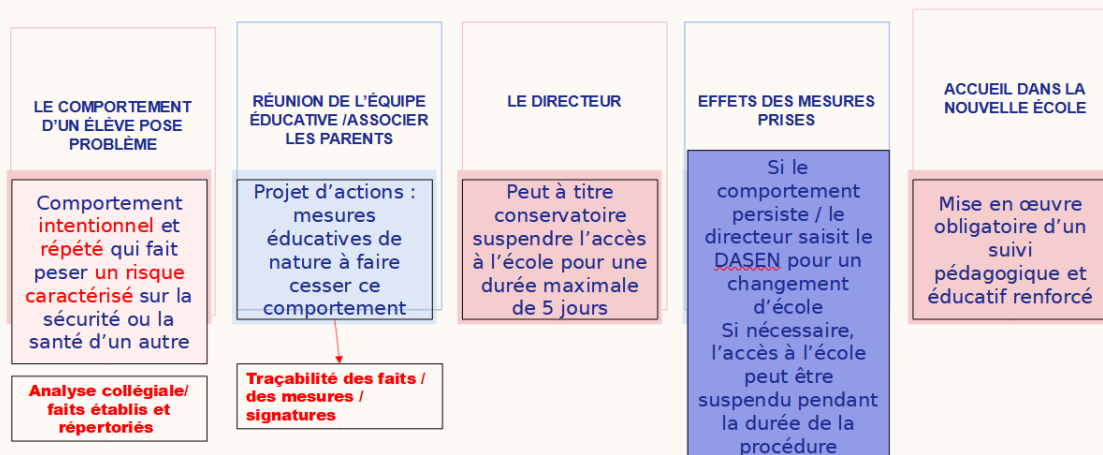 LE COMPORTEMENT
D’UN ÉLÈVE POSE
PROBLÈME
Comportement
intentionnel et
répété qui fait
peser un risque
caractérisé sur la
sécurité ou la
santé d’un autre
Analyse collégiale/
faits établis et
répertoriés
RÉUNION DE L’ÉQUIPE
ÉDUCATIVE /ASSOCIER
LES PARENTS
Projet d’actions :
mesures
éducatives de
nature à faire
cesser ce
comportement
Traçabilité des faits /
des mesures /
signatures
LE DIRECTEUR
Peut à titre
conservatoire
suspendre l’accès
à l’école pour une
durée maximale
de 5 jours
EFFETS DES MESURES
PRISES
Si le
comportement
persiste / le
directeur saisit le
DASEN pour un
changement
d’école
Si nécessaire,
l’accès à l’école
peut être
suspendu pendant
la durée de la
procédure
ACCUEIL DANS LA
NOUVELLE ÉCOLE
Mise en œuvre
obligatoire d’un
suivi
pédagogique et
éducatif renforcé